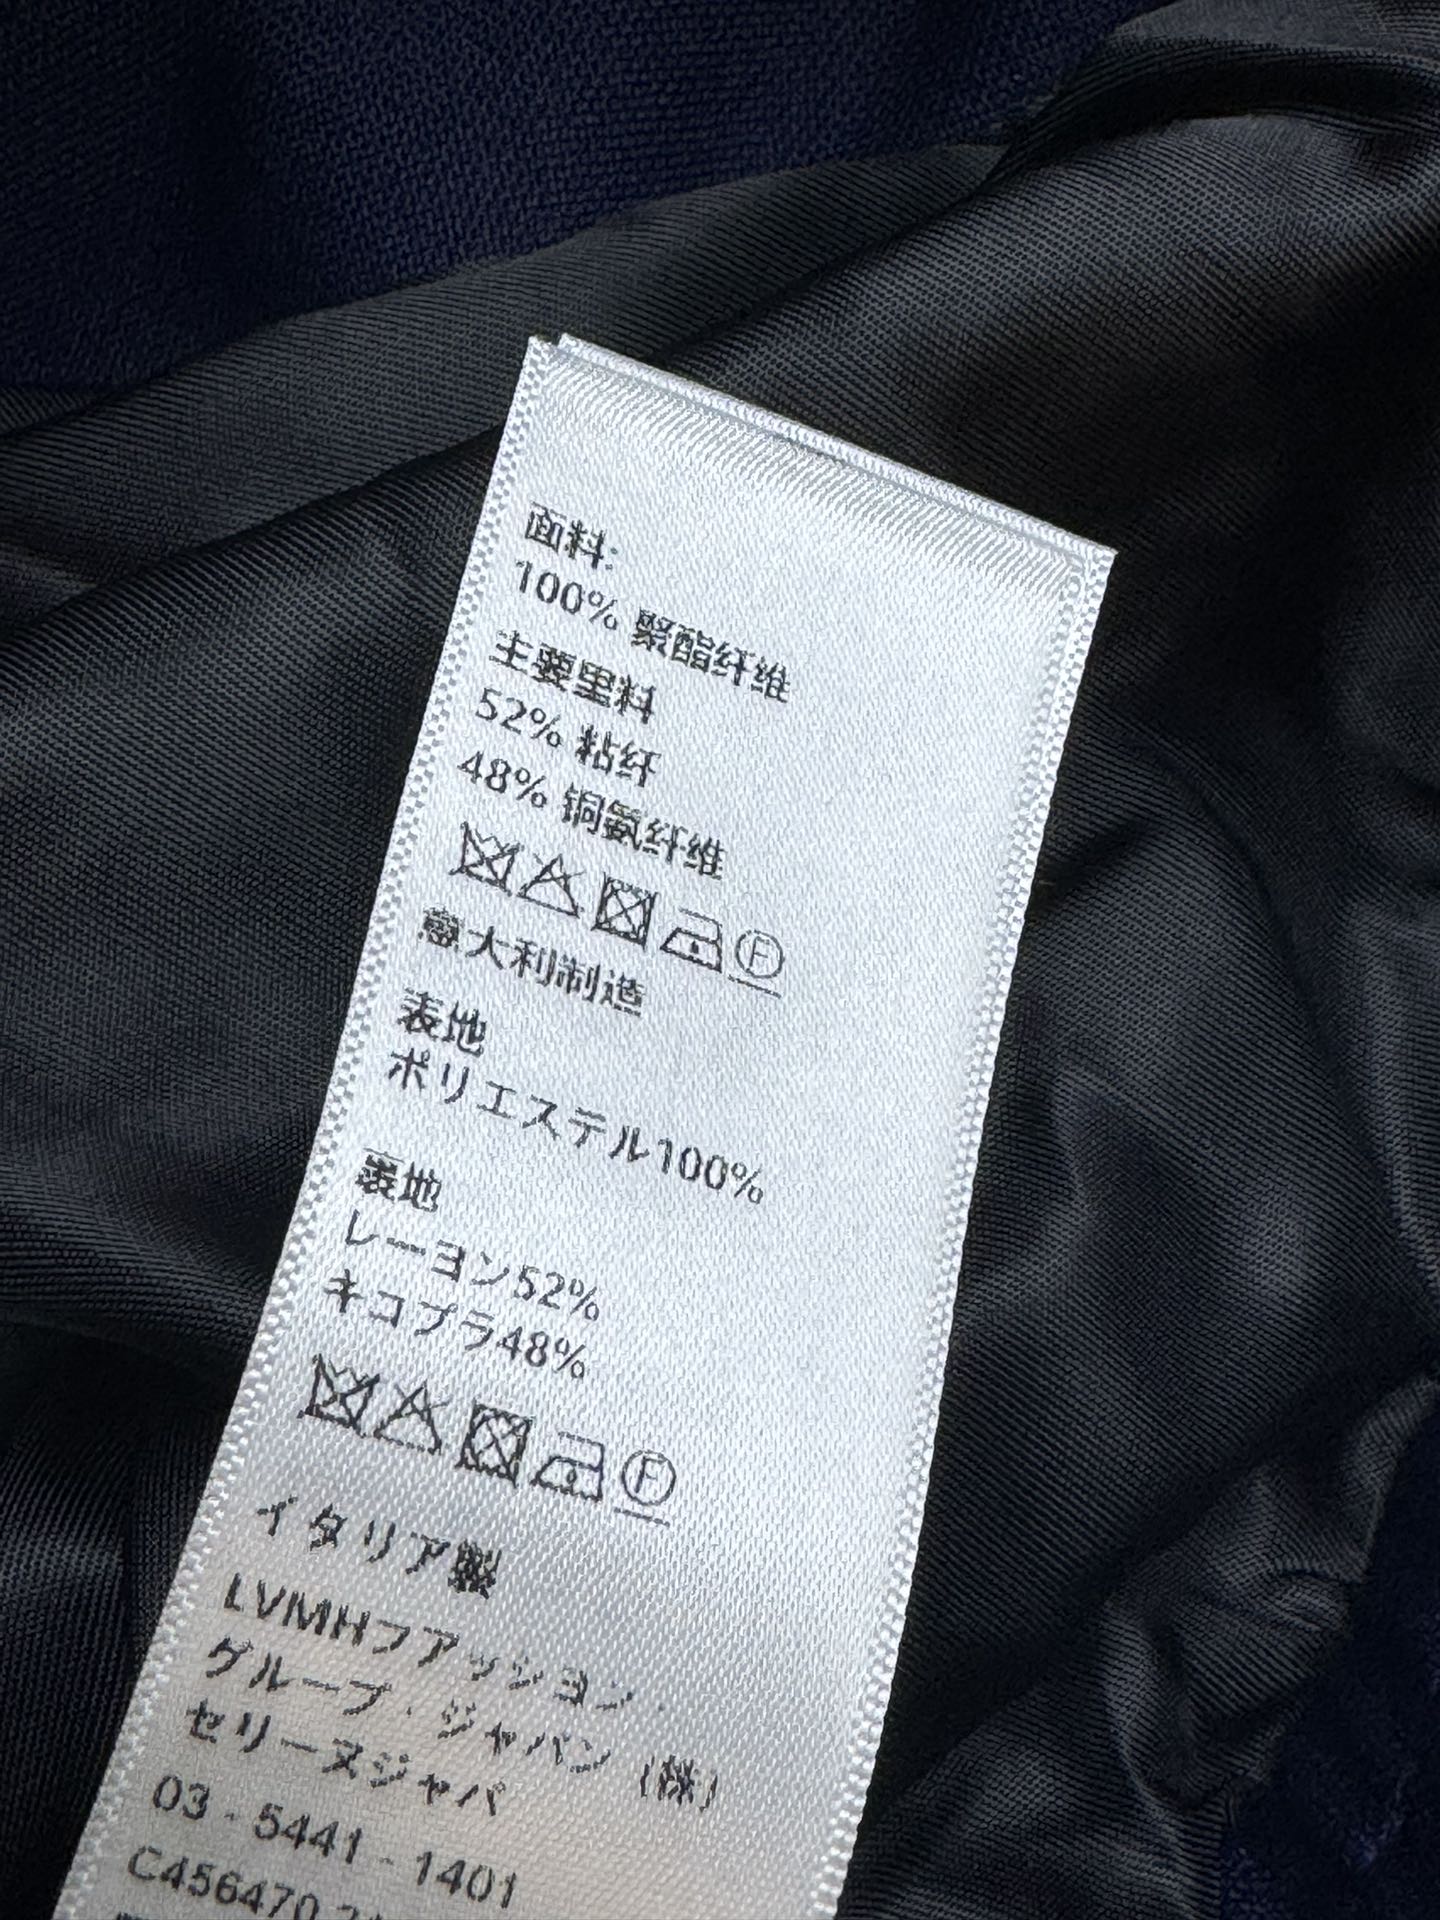 面料:
100% 聚酯纤维
主要里料
52% 粘纤
48% 铜氨纤维
F
意大利制造
表地
ポリエステル100%
裏地
レーヨン52%
キコプラ48%
F
イタリア製
LVMHファッション・
グループ・ジャパン (株)
セリーヌジャパ
03 - 5441 - 1401
C456470